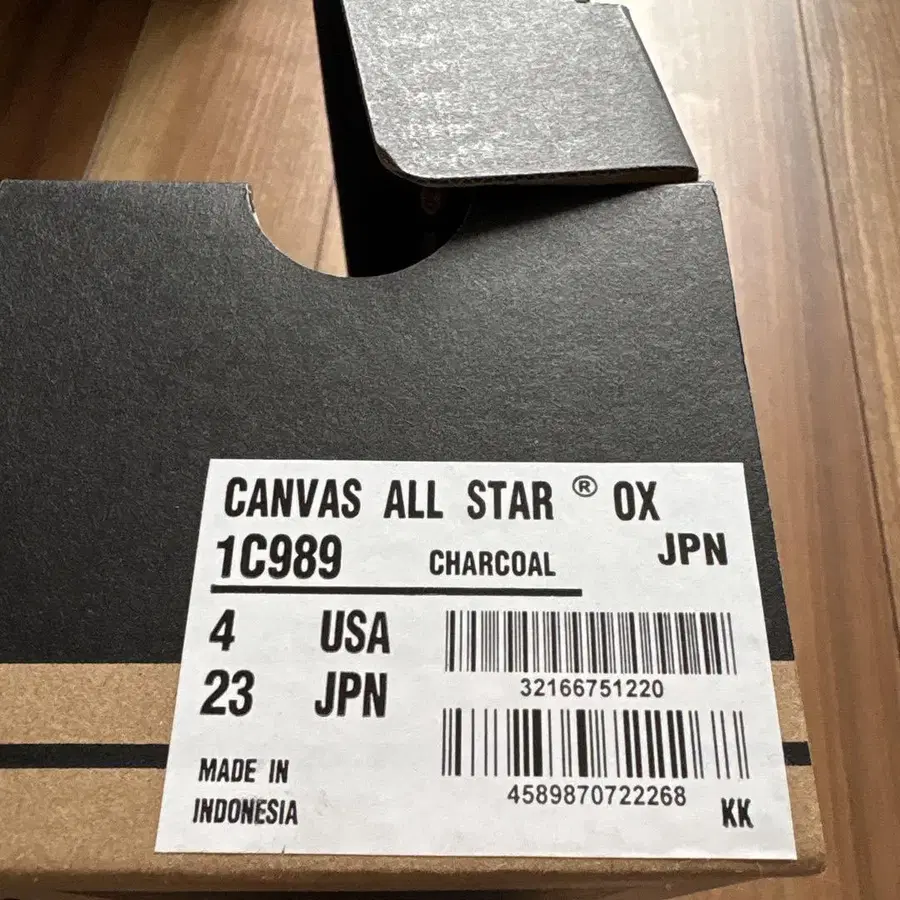 CANVAS ALL STAR ® OX
1C989 CHARCOAL JPN
4 USA
23 JPN
32166751220
4589870722268
MADE IN
INDONESIA
KK